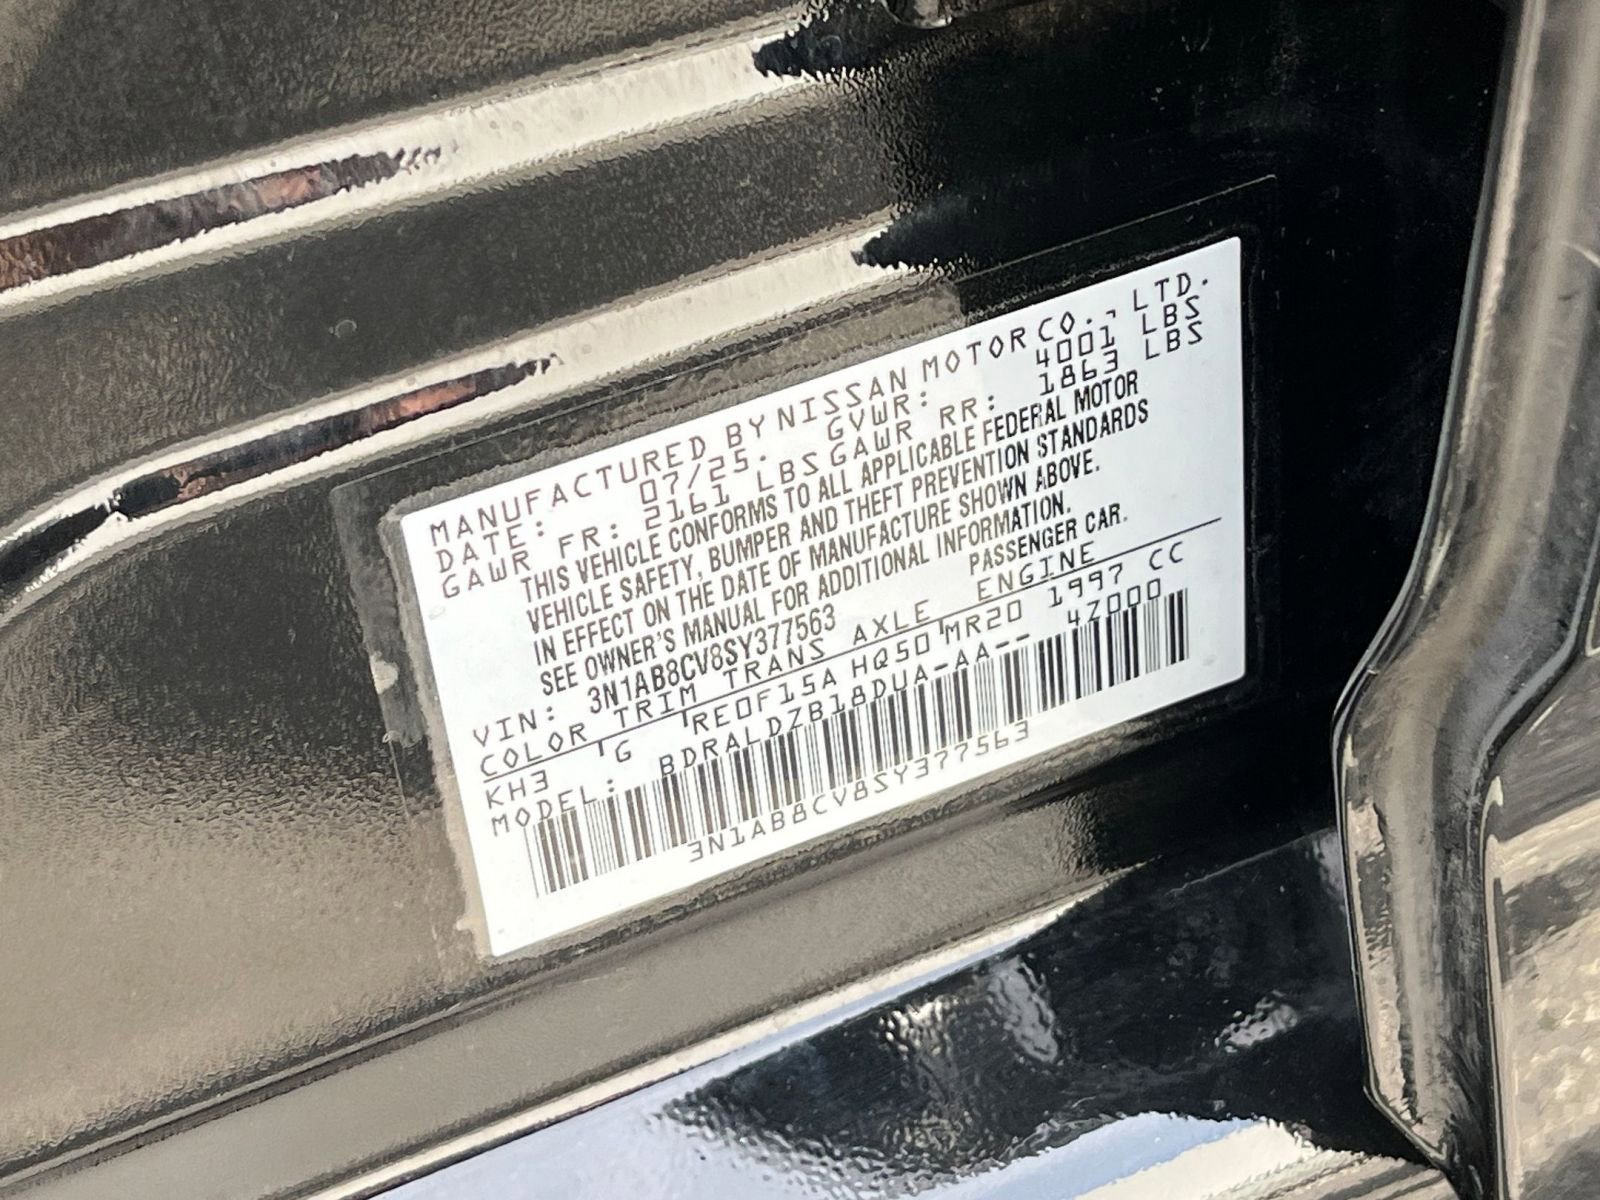 MANUFACTURED BY NISSAN MOTOR CO., LTD.
DATE: 07/25. GVWR: 4001 LBS
GAWR FR: 2161 LBS GAWR RR: 1863 LBS
THIS VEHICLE CONFORMS TO ALL APPLICABLE FEDERAL MOTOR
VEHICLE SAFETY, BUMPER AND THEFT PREVENTION STANDARDS
IN EFFECT ON THE DATE OF MANUFACTURE SHOWN ABOVE.
SEE OWNER'S MANUAL FOR ADDITIONAL INFORMATION.
VIN: 3N1AB8CV8SY377563 PASSENGER CAR.
COLOR TRIM TRANS AXLE ENGINE
KH3 G RE0F15A HQ50 MR20 1997 CC
MODEL: BDRALDZB18DUA-AA-- 4Z000
3N1AB8CV8SY377563